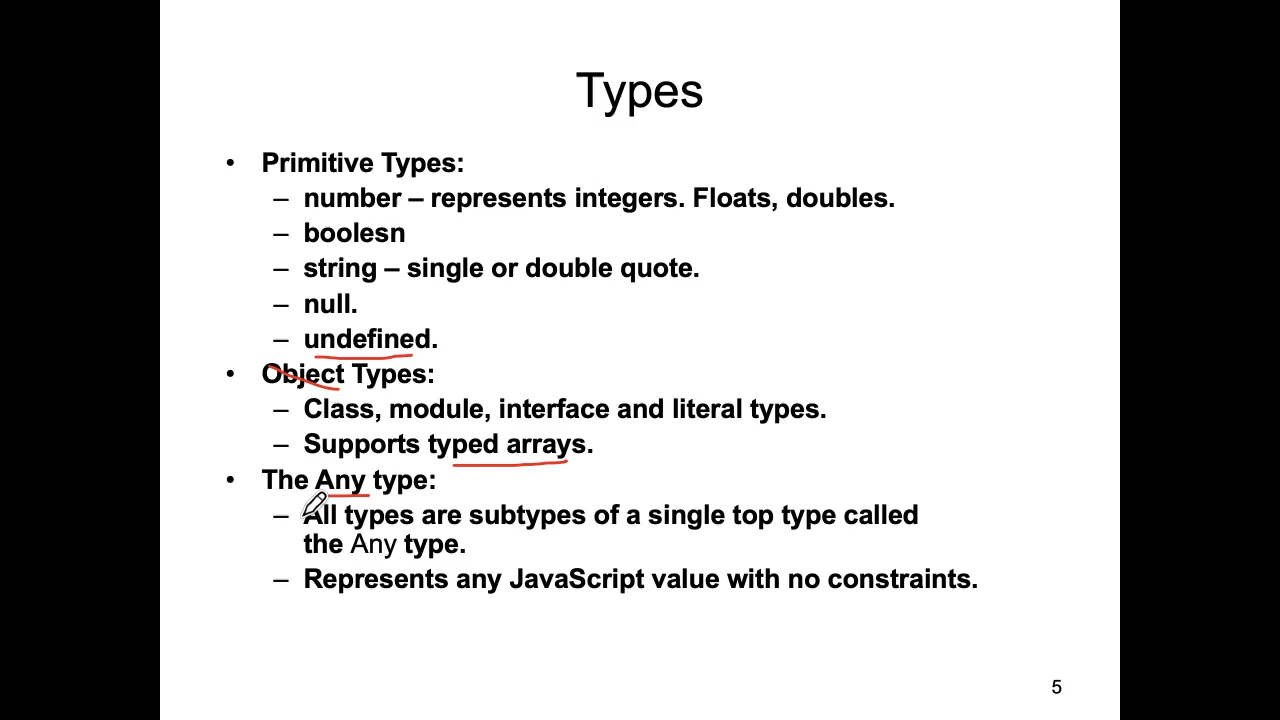 Types
• Primitive Types:
– number – represents integers. Floats, doubles.
– boolesn
– string – single or double quote.
– null.
– undefined.
• Object Types:
– Class, module, interface and literal types.
– Supports typed arrays.
• The Any type:
– All types are subtypes of a single top type called
the Any type.
– Represents any JavaScript value with no constraints.
5